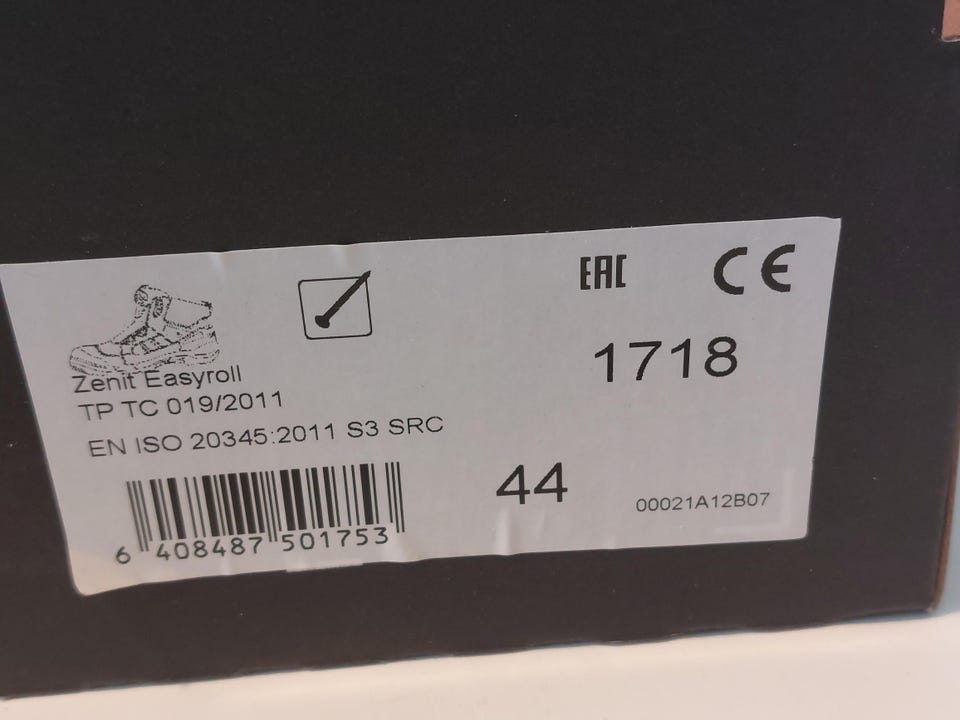 EAC CE
1718
Zenit Easyroll
TP TC 019/2011
EN ISO 20345:2011 S3 SRC
44
00021A12B07
6 408487 501753